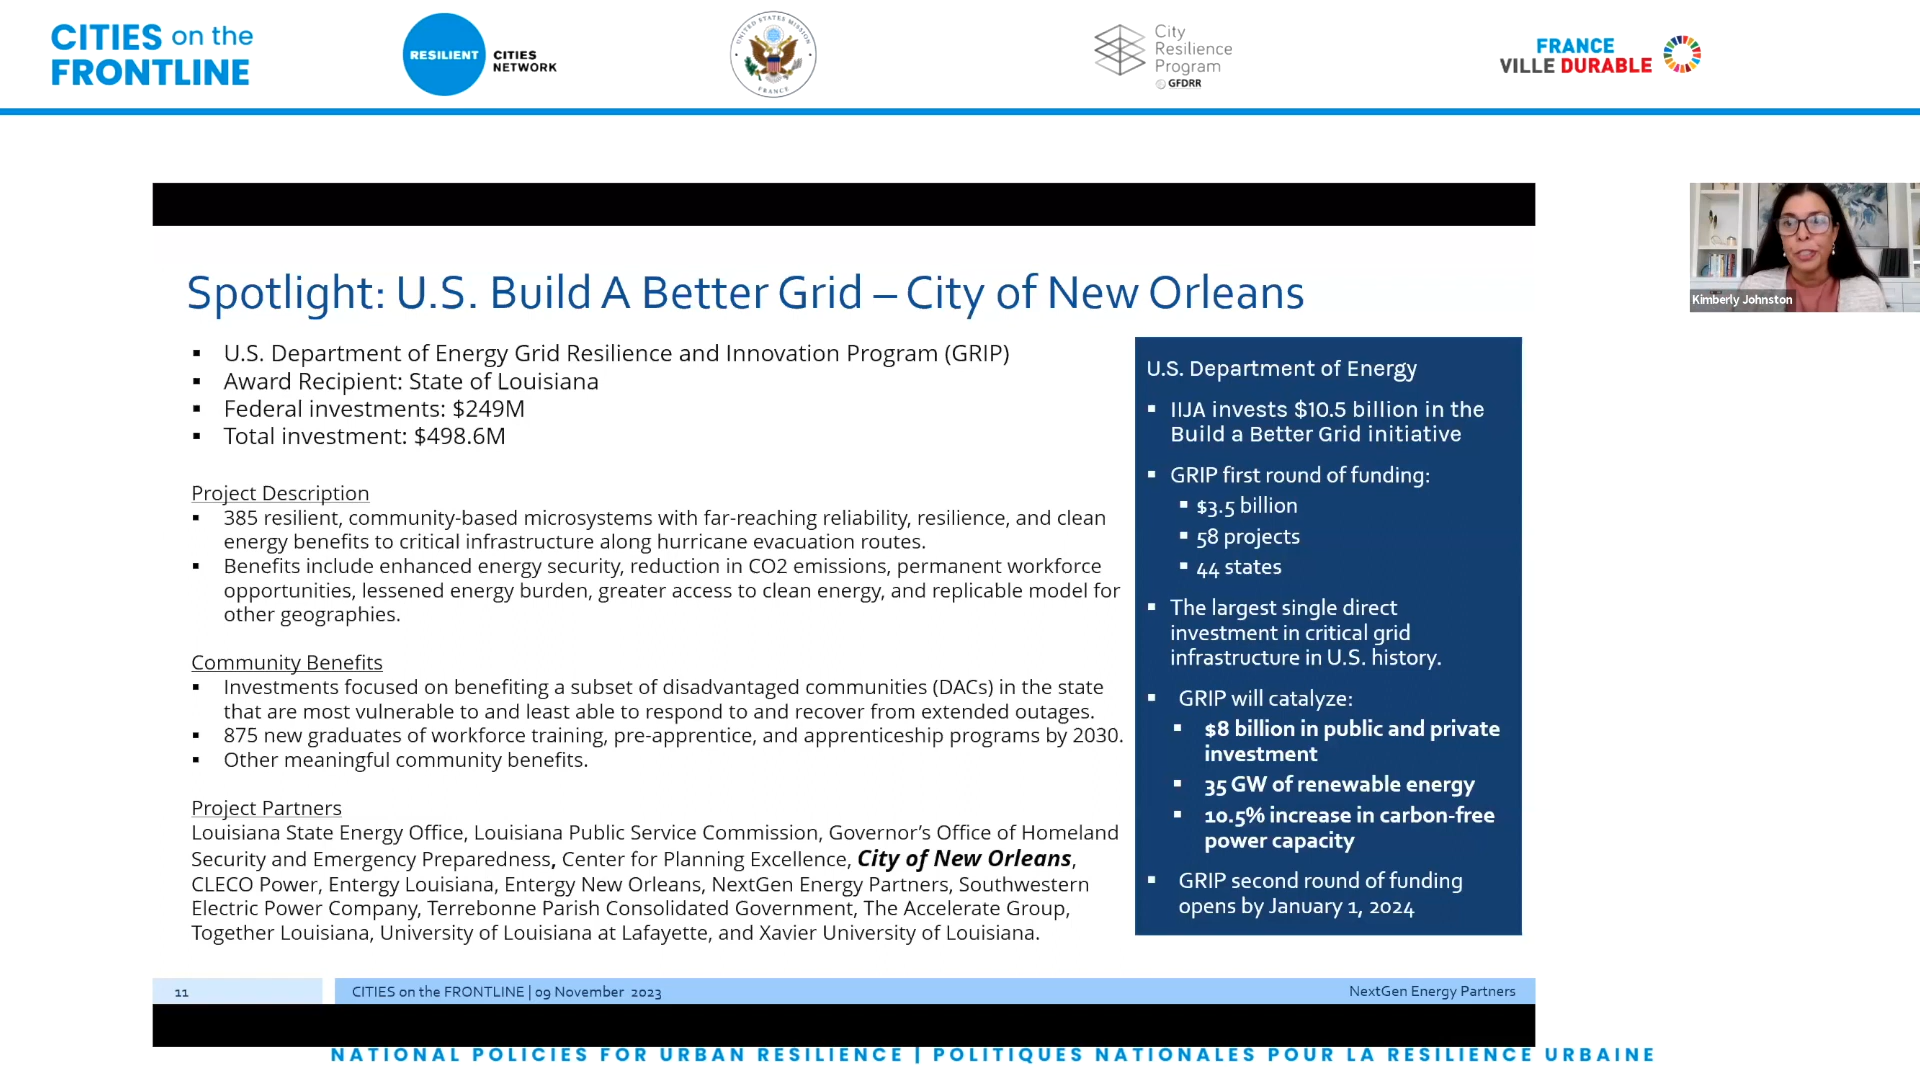 CITIES on the
FRONTLINE
RESILIENT CITIES
NETWORK
UNITED STATES MISSION
FRANCE
City
Resilience
Program
GFDRR
FRANCE
VILLE DURABLE
Kimberly Johnston
Spotlight: U.S. Build A Better Grid – City of New Orleans
▪ U.S. Department of Energy Grid Resilience and Innovation Program (GRIP)
▪ Award Recipient: State of Louisiana
▪ Federal investments: $249M
▪ Total investment: $498.6M
Project Description
▪ 385 resilient, community-based microsystems with far-reaching reliability, resilience, and clean
energy benefits to critical infrastructure along hurricane evacuation routes.
▪ Benefits include enhanced energy security, reduction in CO2 emissions, permanent workforce
opportunities, lessened energy burden, greater access to clean energy, and replicable model for
other geographies.
Community Benefits
▪ Investments focused on benefiting a subset of disadvantaged communities (DACs) in the state
that are most vulnerable to and least able to respond to and recover from extended outages.
▪ 875 new graduates of workforce training, pre-apprentice, and apprenticeship programs by 2030.
▪ Other meaningful community benefits.
Project Partners
Louisiana State Energy Office, Louisiana Public Service Commission, Governor’s Office of Homeland
Security and Emergency Preparedness, Center for Planning Excellence, City of New Orleans,
CLECO Power, Entergy Louisiana, Entergy New Orleans, NextGen Energy Partners, Southwestern
Electric Power Company, Terrebonne Parish Consolidated Government, The Accelerate Group,
Together Louisiana, University of Louisiana at Lafayette, and Xavier University of Louisiana.
U.S. Department of Energy
▪ IIJA invests $10.5 billion in the
Build a Better Grid initiative
▪ GRIP first round of funding:
▪ $3.5 billion
▪ 58 projects
▪ 44 states
▪ The largest single direct
investment in critical grid
infrastructure in U.S. history.
▪ GRIP will catalyze:
▪ $8 billion in public and private
investment
▪ 35 GW of renewable energy
▪ 10.5% increase in carbon-free
power capacity
▪ GRIP second round of funding
opens by January 1, 2024
11
CITIES on the FRONTLINE | 09 November 2023
NextGen Energy Partners
NATIONAL POLICIES FOR URBAN RESILIENCE | POLITIQUES NATIONALES POUR LA RESILIENCE URBAINE